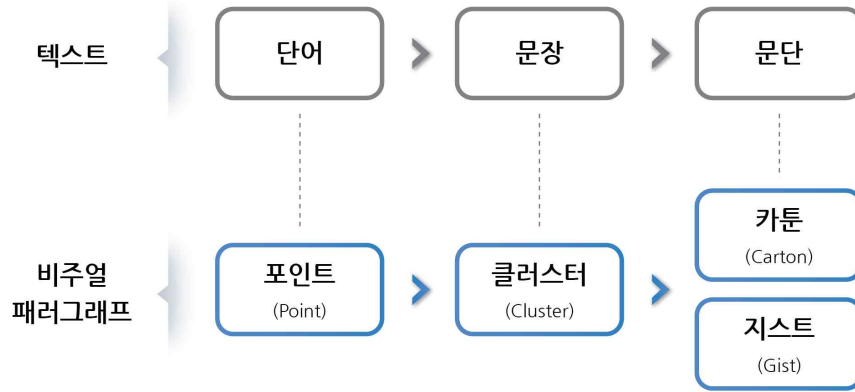 텍스트
단어
문장
문단
비주얼
패러그래프
포인트
(Point)
클러스터
(Cluster)
카툰
(Carton)
지스트
(Gist)